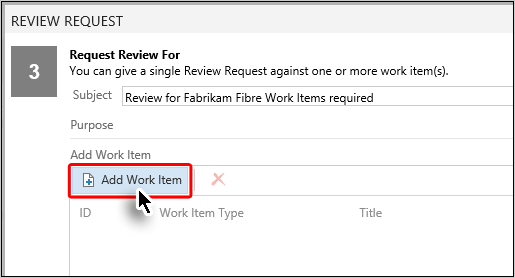 REVIEW REQUEST
3
Request Review For
You can give a single Review Request against one or more work item(s).
Subject Review for Fabrikam Fibre Work Items required
Purpose
Add Work Item
Add Work Item
ID Work Item Type Title